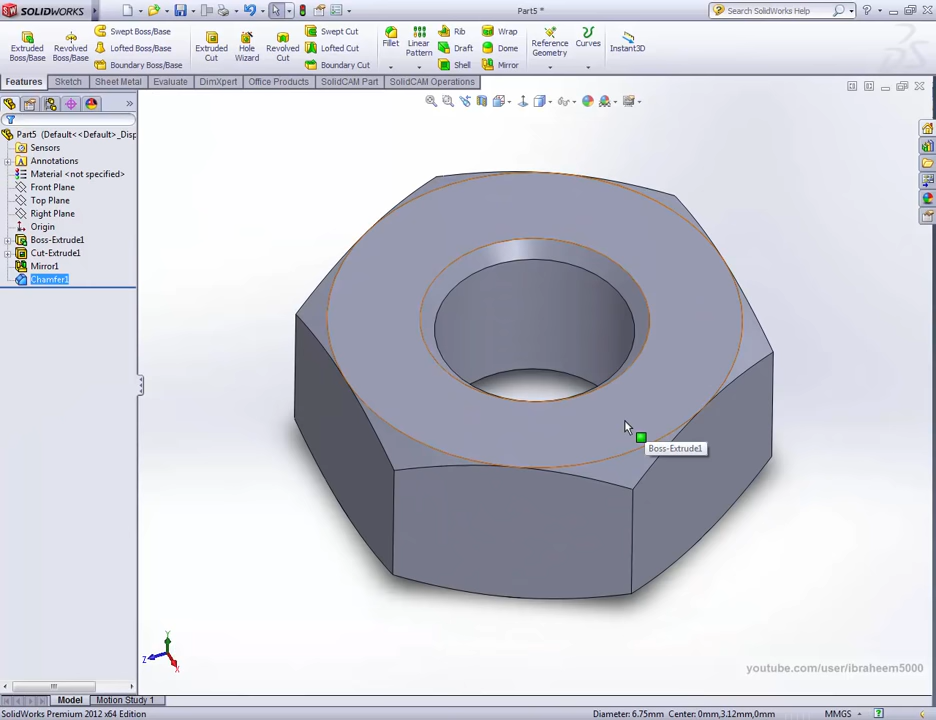 SOLIDWORKS
Part5 *
Search SolidWorks
Extruded Boss/Base
Revolved Boss/Base
Swept Boss/Base
Lofted Boss/Base
Boundary Boss/Base
Extruded Cut
Hole Wizard
Revolved Cut
Swept Cut
Lofted Cut
Boundary Cut
Fillet
Linear Pattern
Rib
Draft
Shell
Wrap
Dome
Mirror
Reference Geometry
Curves
Instant3D
Features Sketch Sheet Metal Evaluate DimXpert Office Products SolidCAM Part SolidCAM Operations
Part5 (Default<<Default>_Disp
Sensors
Annotations
Material <not specified>
Front Plane
Top Plane
Right Plane
Origin
Boss-Extrude1
Cut-Extrude1
Mirror1
Chamfer1
Boss-Extrude1
Y
Z
X
youtube.com/user/ibraheem5000
Model Motion Study 1
SolidWorks Premium 2012 x64 Edition
Diameter: 6.75mm Center: 0mm,3.12mm,0mm
MMGS